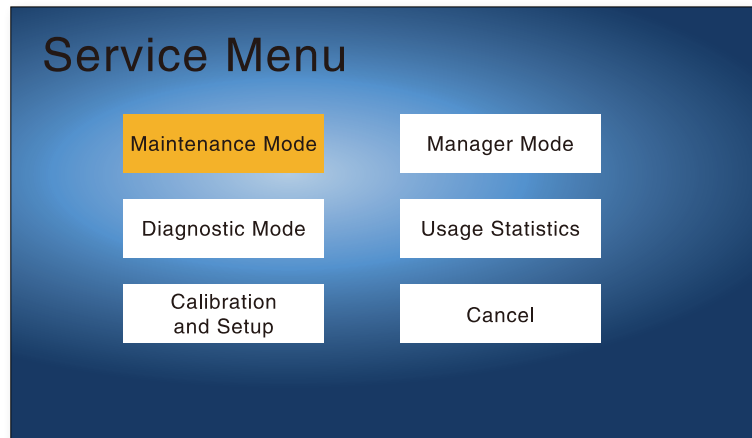 Service Menu
Maintenance Mode
Manager Mode
Diagnostic Mode
Usage Statistics
Calibration
and Setup
Cancel